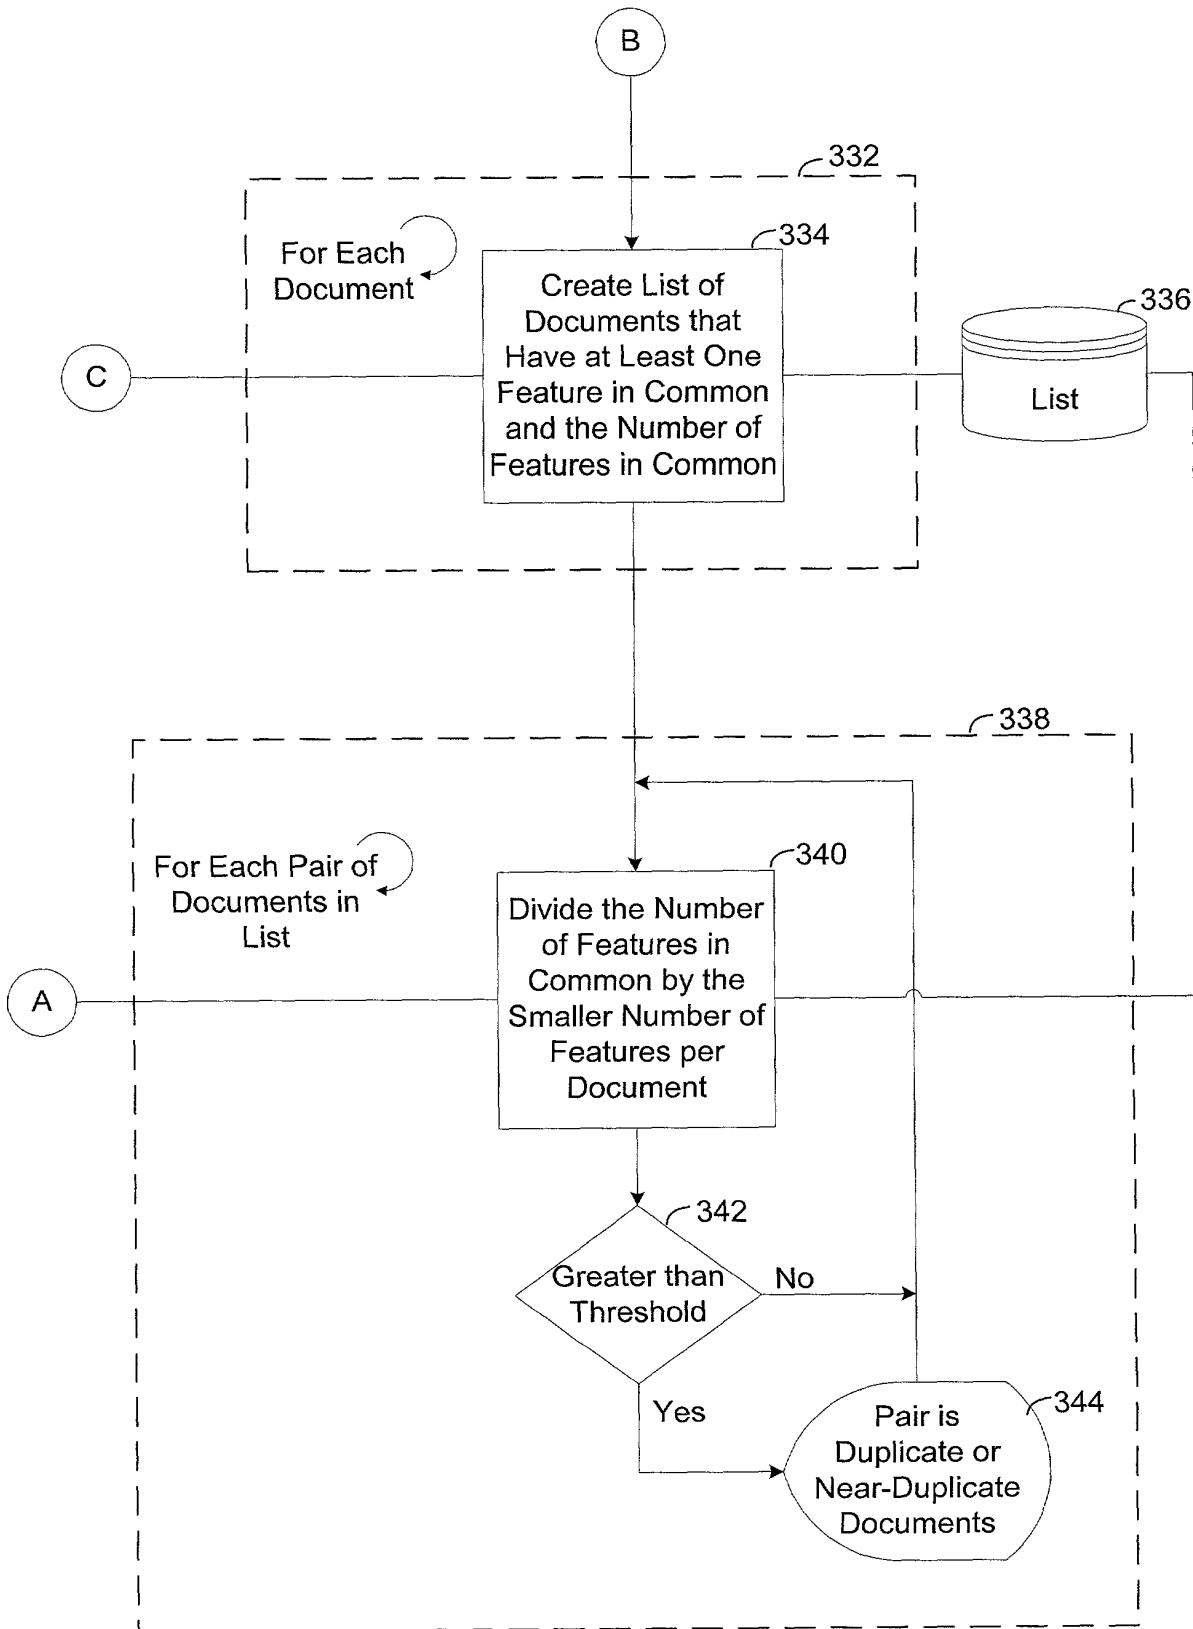 B
332
For Each
Document
334
Create List of
Documents that
Have at Least One
Feature in Common
and the Number of
Features in Common
336
List
C
338
For Each Pair of
Documents in
List
340
Divide the Number
of Features in
Common by the
Smaller Number of
Features per
Document
A
342
Greater than
Threshold
No
Yes
344
Pair is
Duplicate or
Near-Duplicate
Documents